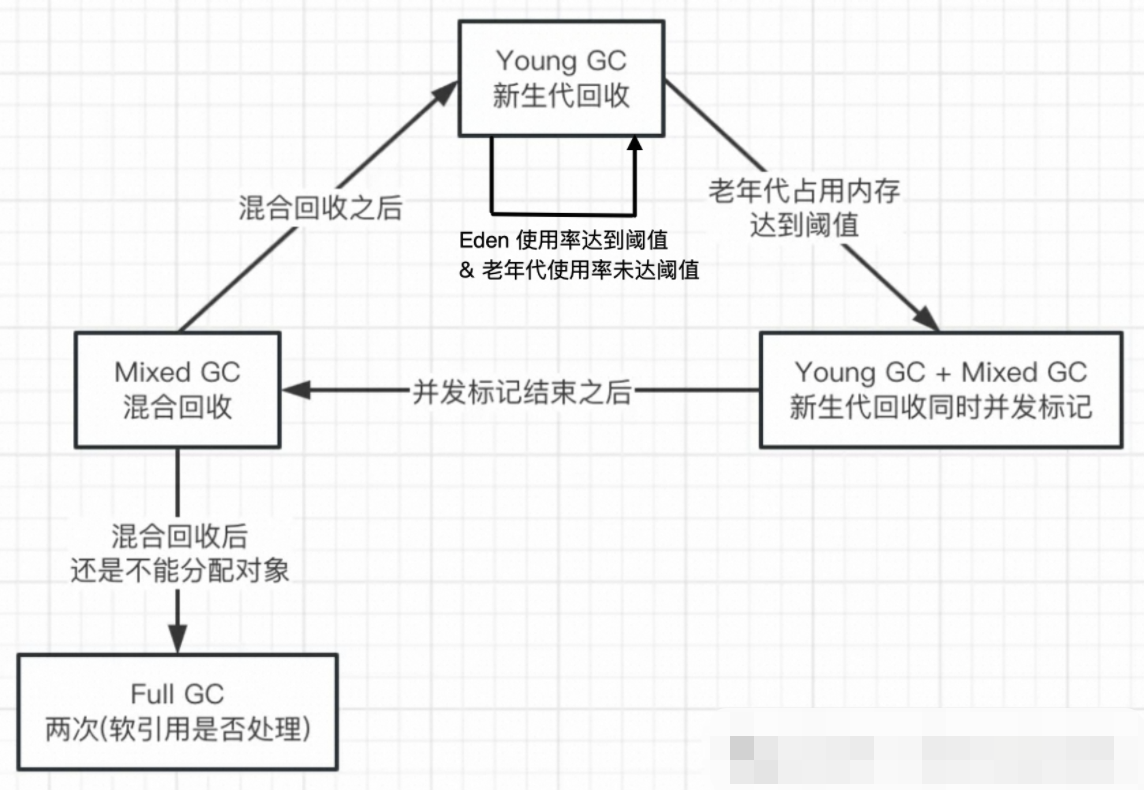 Young GC
新生代回收
混合回收之后
老年代占用内存
达到阈值
Eden 使用率达到阈值
& 老年代使用率未达阈值
Mixed GC
混合回收
并发标记结束之后
Young GC + Mixed GC
新生代回收同时并发标记
混合回收后
还是不能分配对象
Full GC
两次(软引用是否处理)